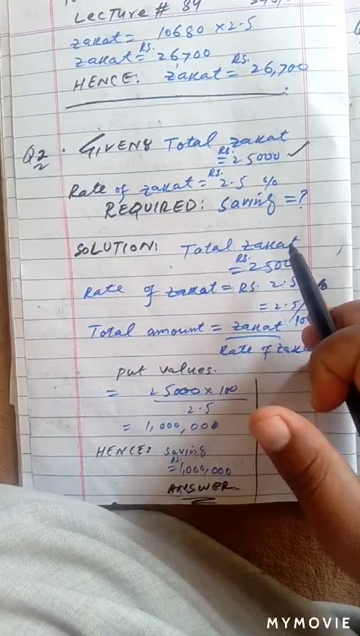 LECTURE # 84
zakat = 10680 × 2.5
zakat = Rs. 26,700
HENCE: zakat = Rs. 26,700
Q2/2. GIVEN: Total zakat
= Rs. 25000 ✓
Rate of zakat = Rs. 2.5 %
REQUIRED: saving = ?
SOLUTION: Total zakat
= Rs. 2500
Rate of zakat = RS. 2.5 %
= 2.5/100
Total amount = zakat
Rate of zakat
put values.
= 25000 × 100
2.5
= 1,000,000
HENCE: saving
= Rs. 1,000,000
ANSWER
MYMOVIE